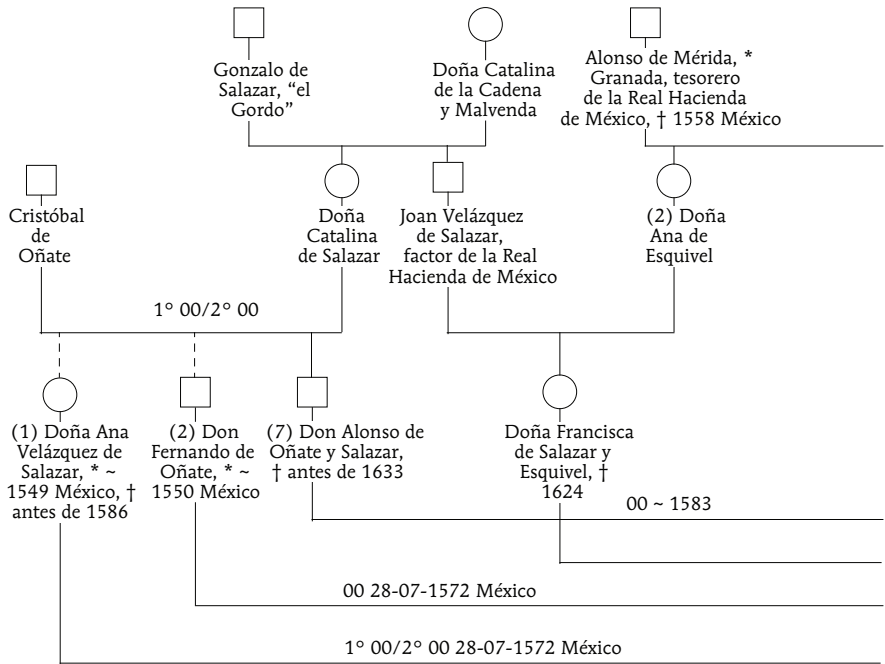 Gonzalo de
Salazar, “el
Gordo”
Doña Catalina
de la Cadena
y Malvenda
Alonso de Mérida, *
Granada, tesorero
de la Real Hacienda
de México, † 1558 México
Cristóbal
de
Oñate
Doña
Catalina
de Salazar
Joan Velázquez
de Salazar,
factor de la Real
Hacienda de México
(2) Doña
Ana de
Esquivel
1° 00/2° 00
(1) Doña Ana
Velázquez de
Salazar, * ~
1549 México, †
antes de 1586
(2) Don
Fernando de
Oñate, * ~
1550 México
(7) Don Alonso de
Oñate y Salazar,
† antes de 1633
Doña Francisca
de Salazar y
Esquivel, †
1624
00 ~ 1583
00 28-07-1572 México
1° 00/2° 00 28-07-1572 México